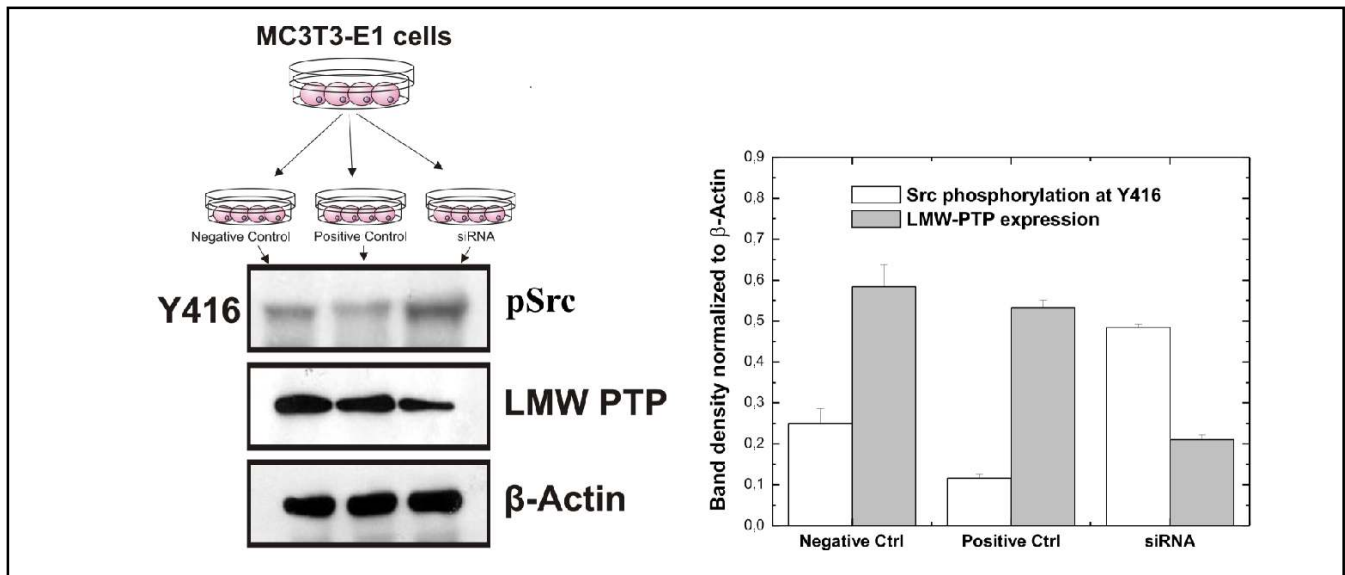 MC3T3-E1 cells
Negative Control
Positive Control
siRNA
Y416
pSrc
LMW PTP
β-Actin
Band density normalized to β-Actin
0,9
0,8
0,7
0,6
0,5
0,4
0,3
0,2
0,1
0,0
Src phosphorylation at Y416
LMW-PTP expression
Negative Ctrl
Positive Ctrl
siRNA